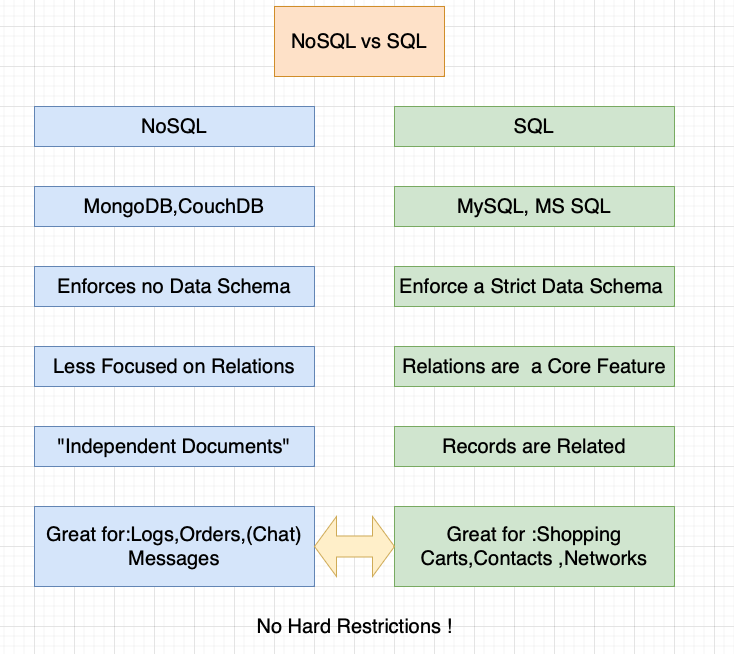 NoSQL vs SQL
NoSQL
SQL
MongoDB,CouchDB
MySQL, MS SQL
Enforces no Data Schema
Enforce a Strict Data Schema
Less Focused on Relations
Relations are  a Core Feature
"Independent Documents"
Records are Related
Great for:Logs,Orders,(Chat)
Messages
Great for :Shopping
Carts,Contacts ,Networks
No Hard Restrictions !